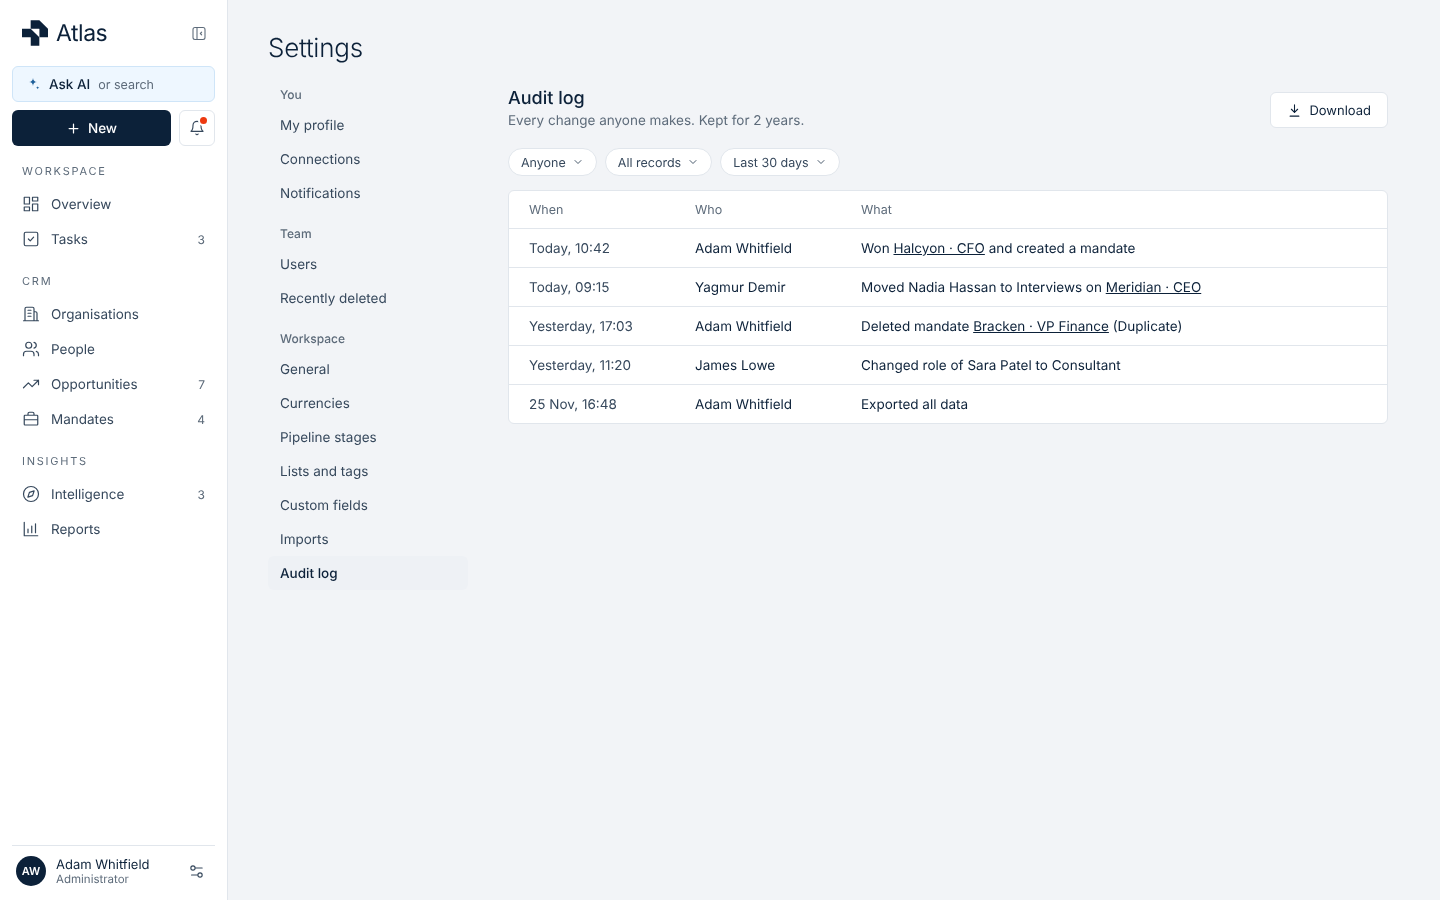 Atlas
Ask AI or search
New
WORKSPACE
Overview
Tasks 3
CRM
Organisations
People
Opportunities 7
Mandates 4
INSIGHTS
Intelligence 3
Reports
AW
Adam Whitfield
Administrator
Settings
You
My profile
Connections
Notifications
Team
Users
Recently deleted
Workspace
General
Currencies
Pipeline stages
Lists and tags
Custom fields
Imports
Audit log
Audit log
Every change anyone makes. Kept for 2 years.
Download
Anyone All records Last 30 days
When Who What
Today, 10:42 Adam Whitfield Won Halcyon · CFO and created a mandate
Today, 09:15 Yagmur Demir Moved Nadia Hassan to Interviews on Meridian · CEO
Yesterday, 17:03 Adam Whitfield Deleted mandate Bracken · VP Finance (Duplicate)
Yesterday, 11:20 James Lowe Changed role of Sara Patel to Consultant
25 Nov, 16:48 Adam Whitfield Exported all data